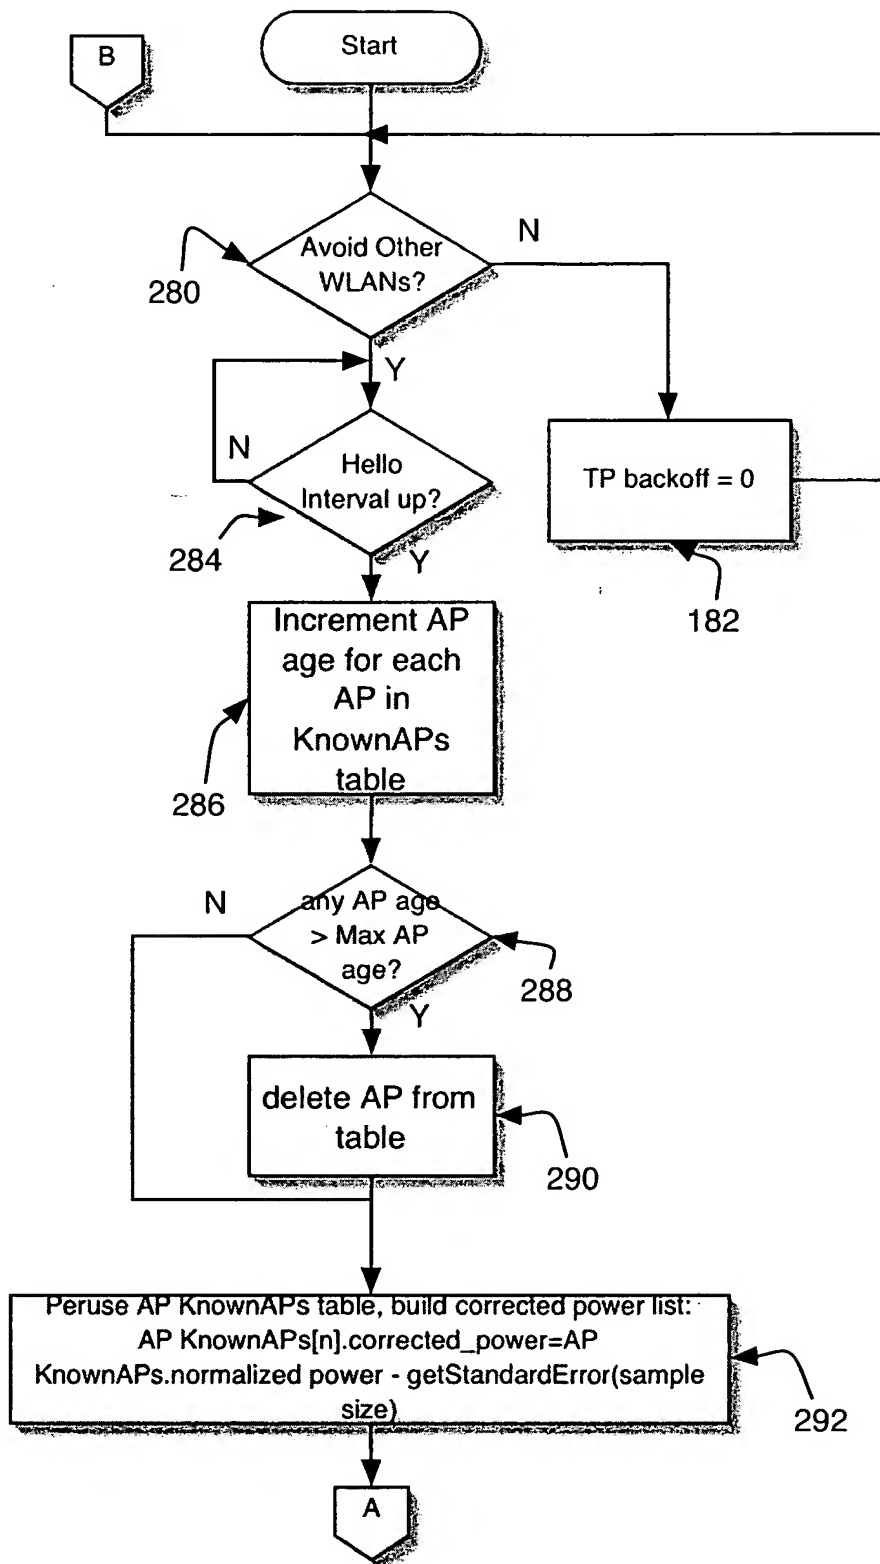 B
Start
Avoid Other
WLANs?
N
280
Y
N
Hello
Interval up?
TP backoff = 0
284
Y
182
Increment AP
age for each
AP in
KnownAPs
table
286
N
any AP age
> Max AP
age?
288
Y
delete AP from
table
290
Peruse AP KnownAPs table, build corrected power list:
AP KnownAPs[n].corrected_power=AP
KnownAPs.normalized power - getStandardError(sample
size)
292
A